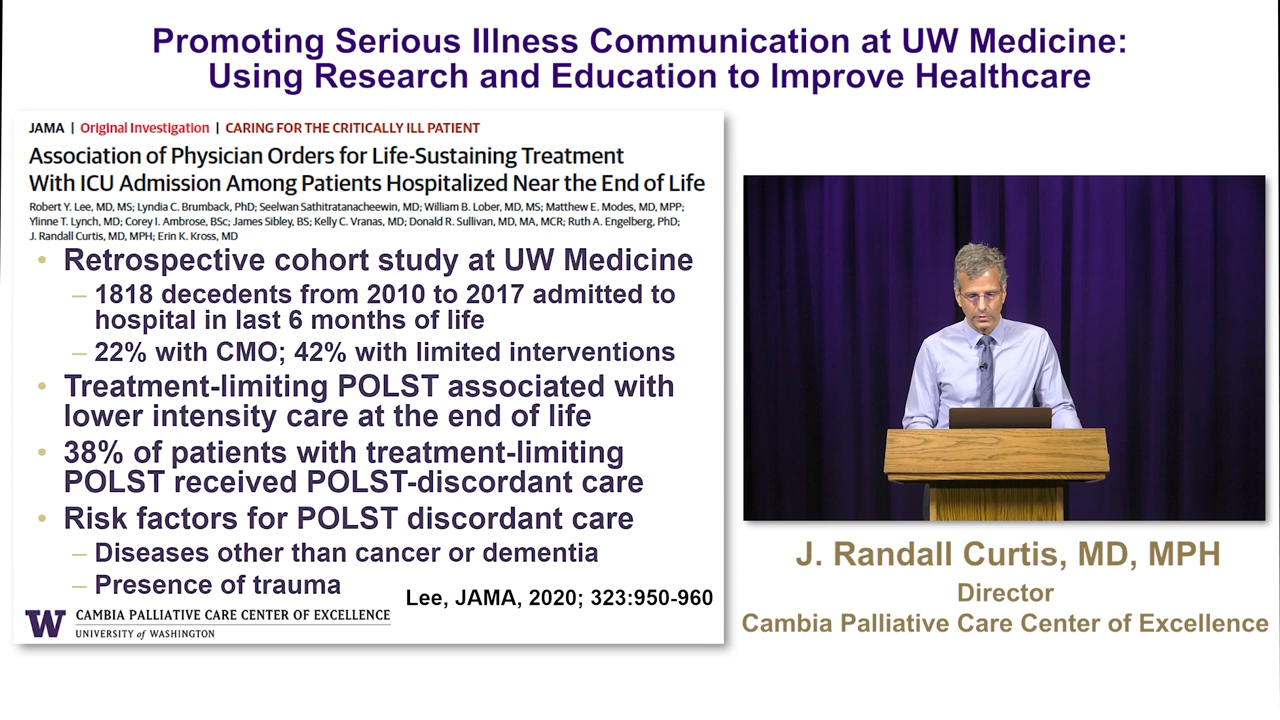 Promoting Serious Illness Communication at UW Medicine:
Using Research and Education to Improve Healthcare
JAMA | Original Investigation | CARING FOR THE CRITICALLY ILL PATIENT
Association of Physician Orders for Life-Sustaining Treatment
With ICU Admission Among Patients Hospitalized Near the End of Life
Robert Y. Lee, MD, MS; Lyndia C. Brumback, PhD; Seelwan Sathitratanacheewin, MD; William B. Lober, MD, MS; Matthew E. Modes, MD, MPP;
Ylinne T. Lynch, MD; Corey I. Ambrose, BSc; James Sibley, BS; Kelly C. Vranas, MD; Donald R. Sullivan, MD, MA, MCR; Ruth A. Engelberg, PhD;
J. Randall Curtis, MD, MPH; Erin K. Kross, MD
• Retrospective cohort study at UW Medicine
– 1818 decedents from 2010 to 2017 admitted to
hospital in last 6 months of life
– 22% with CMO; 42% with limited interventions
• Treatment-limiting POLST associated with
lower intensity care at the end of life
• 38% of patients with treatment-limiting
POLST received POLST-discordant care
• Risk factors for POLST discordant care
– Diseases other than cancer or dementia
– Presence of trauma
Lee, JAMA, 2020; 323:950-960
W CAMBIA PALLIATIVE CARE CENTER OF EXCELLENCE
UNIVERSITY of WASHINGTON
J. Randall Curtis, MD, MPH
Director
Cambia Palliative Care Center of Excellence